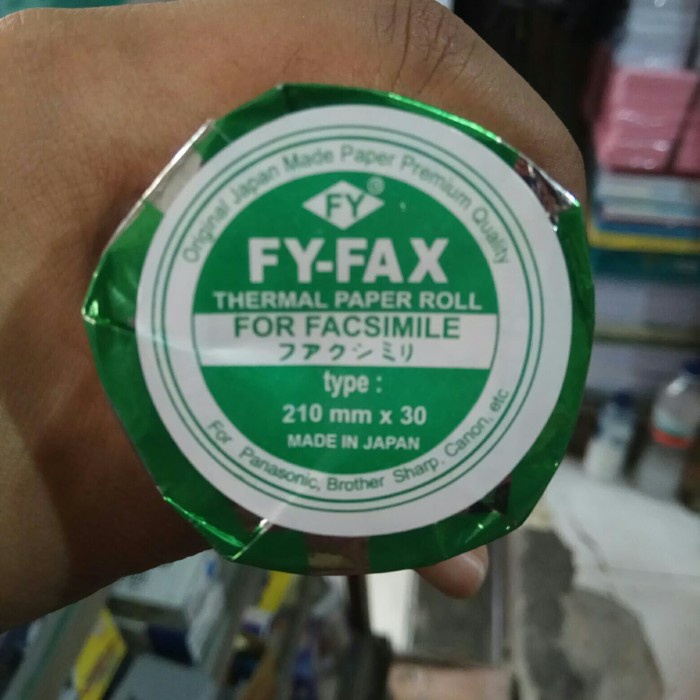 Original Japan Made Paper Premium Quality
FY®
FY-FAX
THERMAL PAPER ROLL
FOR FACSIMILE
フアクシミリ
type :
210 mm x 30
MADE IN JAPAN
For Panasonic, Brother Sharp, Canon, etc